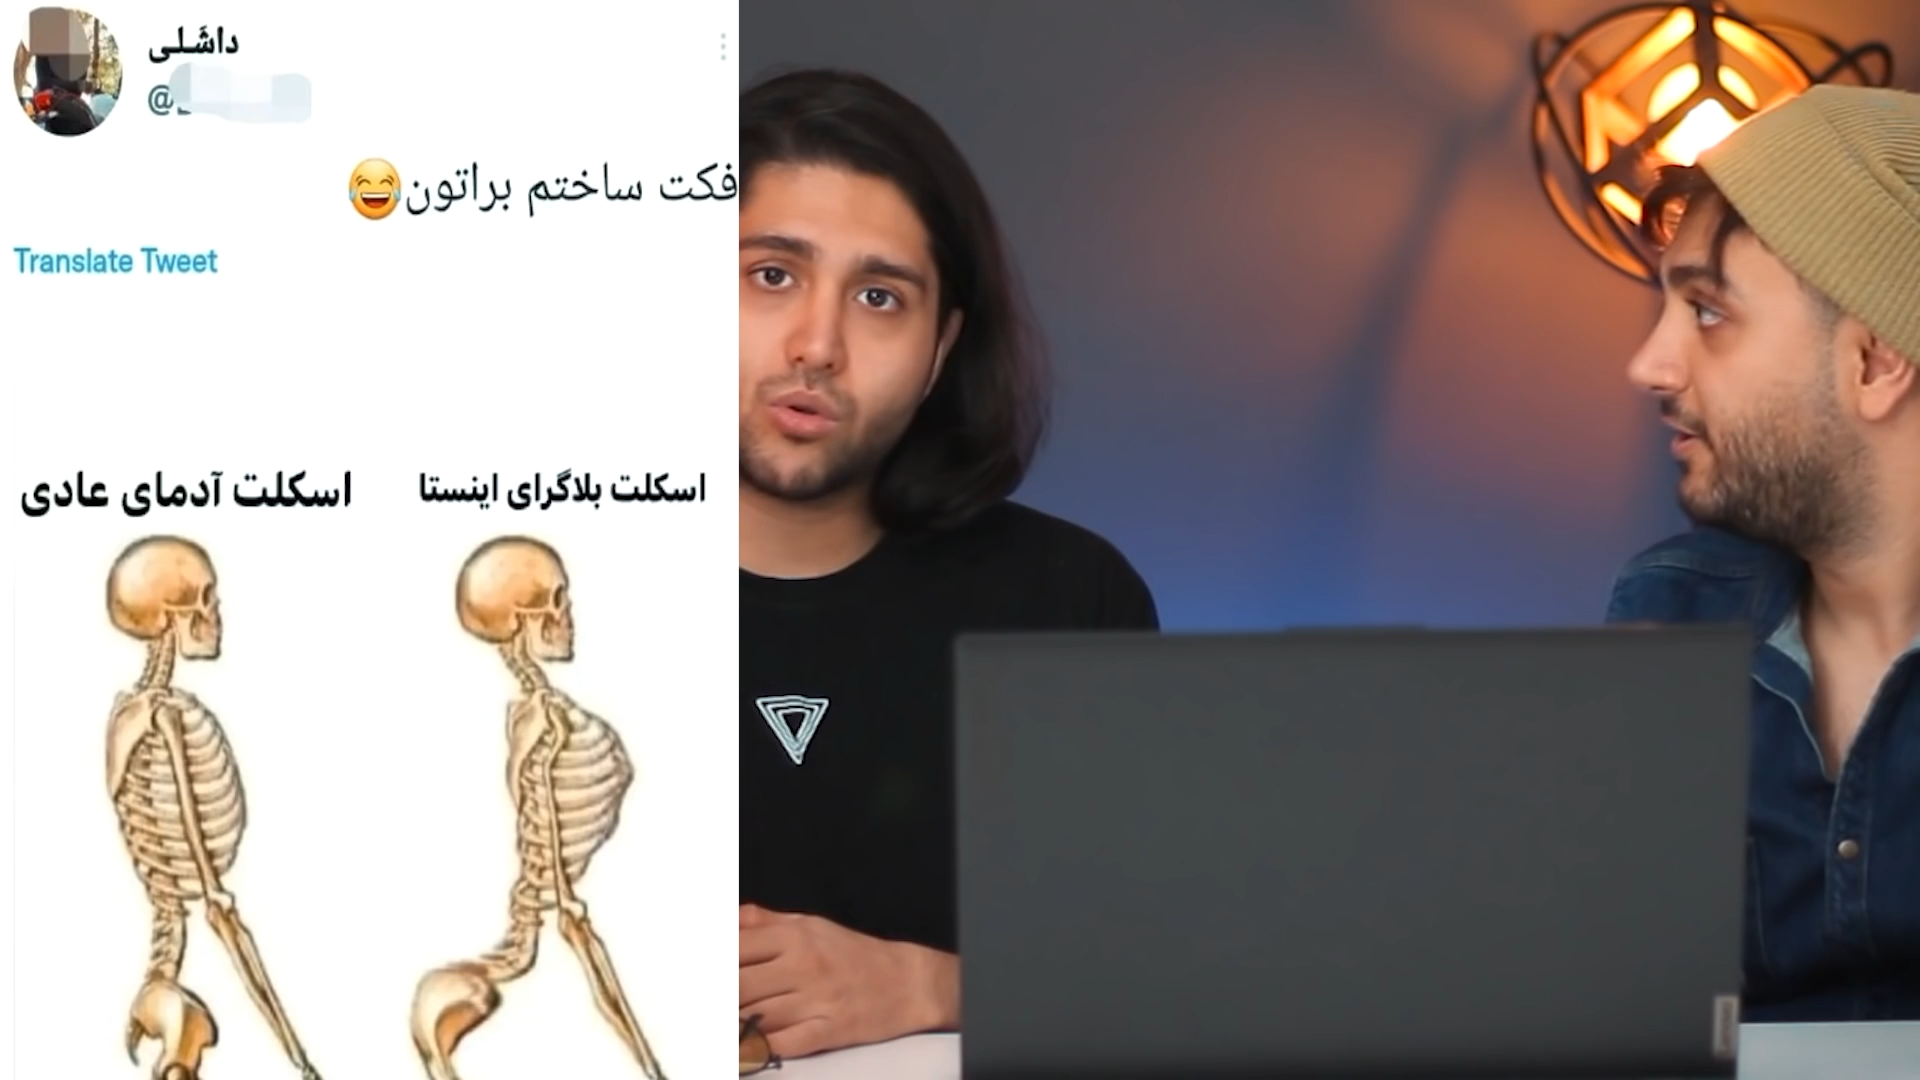 داشَلی
فکت ساختم براتون😂
Translate Tweet
اسکلت آدمای عادی
اسکلت بلاگرای اینستا